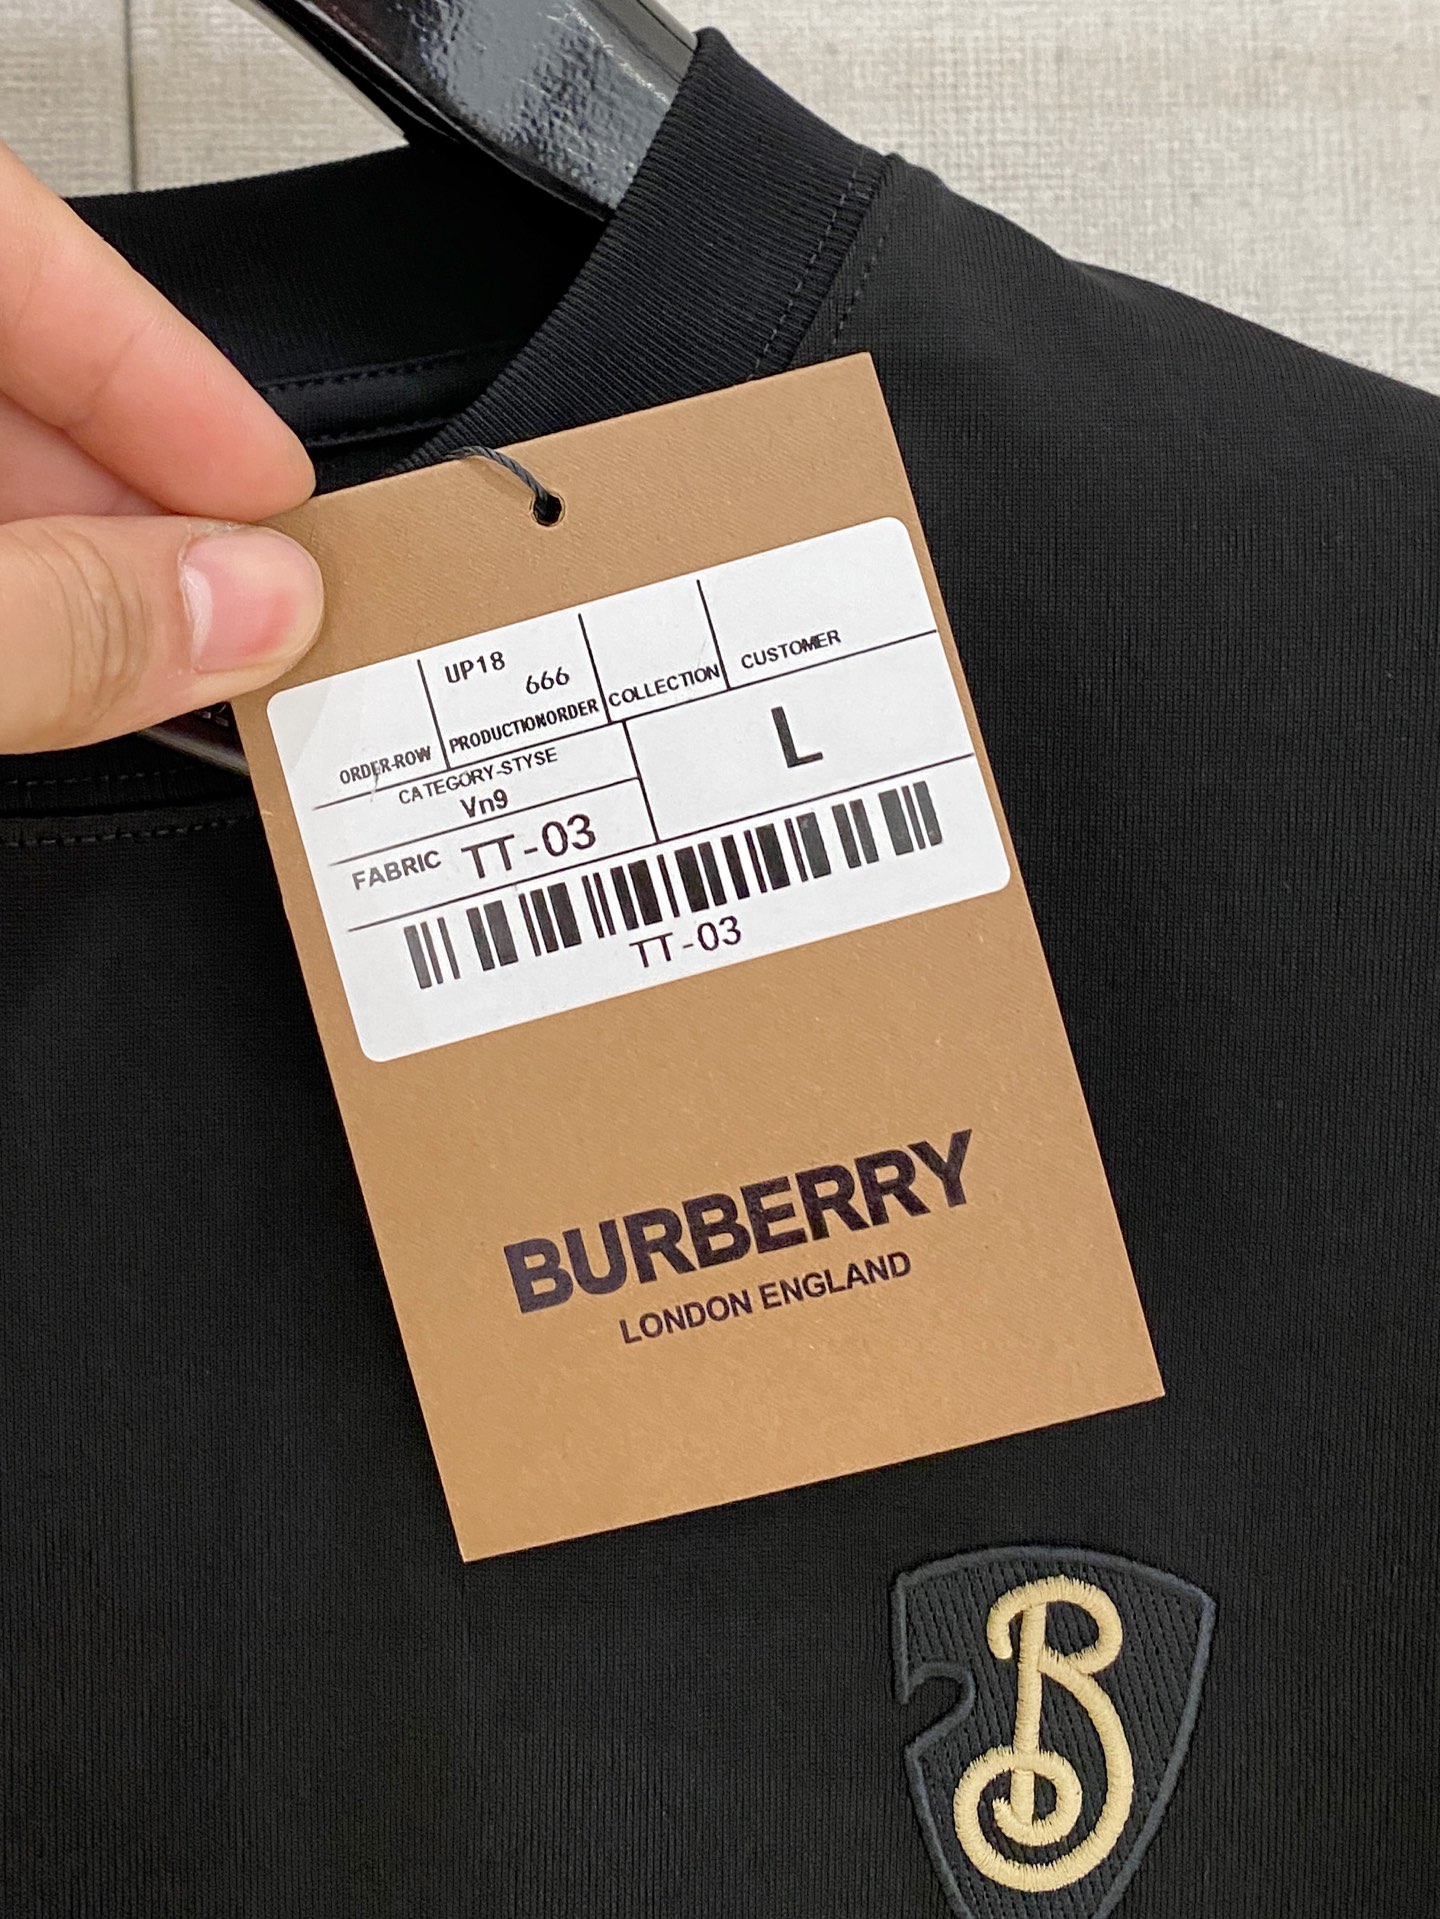 UP18
666
ORDER-ROW PRODUCTIONORDER COLLECTION CUSTOMER
CATEGORY-STYSE
Vn9
L
FABRIC TT-03
TT-03
BURBERRY
LONDON ENGLAND
B